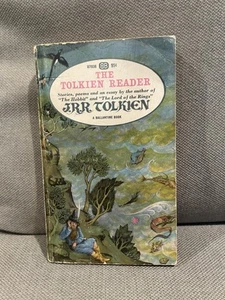 THE
TOLKIEN READER
Stories, poems and an essay by the author of
"The Hobbit" and "The Lord of the Rings"
J.R.R. TOLKIEN
A BALLANTINE BOOK